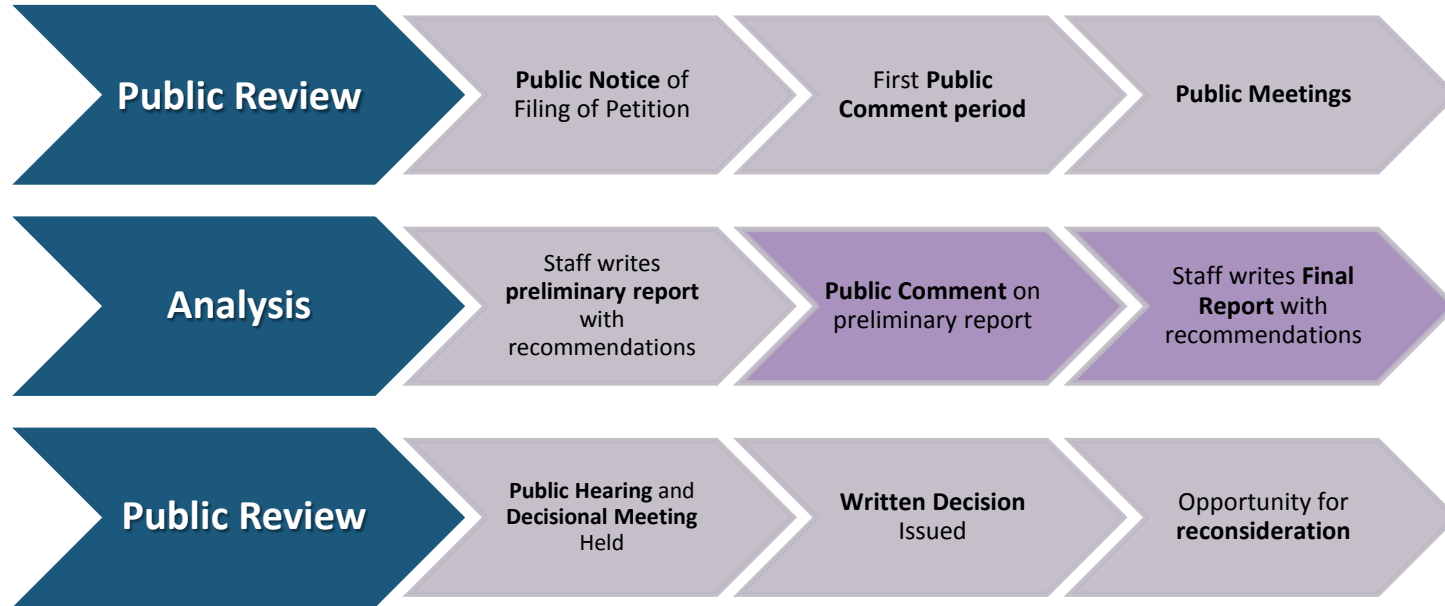 Public Review
Public Notice of
Filing of Petition
First Public
Comment period
Public Meetings
Analysis
Staff writes
preliminary report
with
recommendations
Public Comment on
preliminary report
Staff writes Final
Report with
recommendations
Public Review
Public Hearing and
Decisional Meeting
Held
Written Decision
Issued
Opportunity for
reconsideration